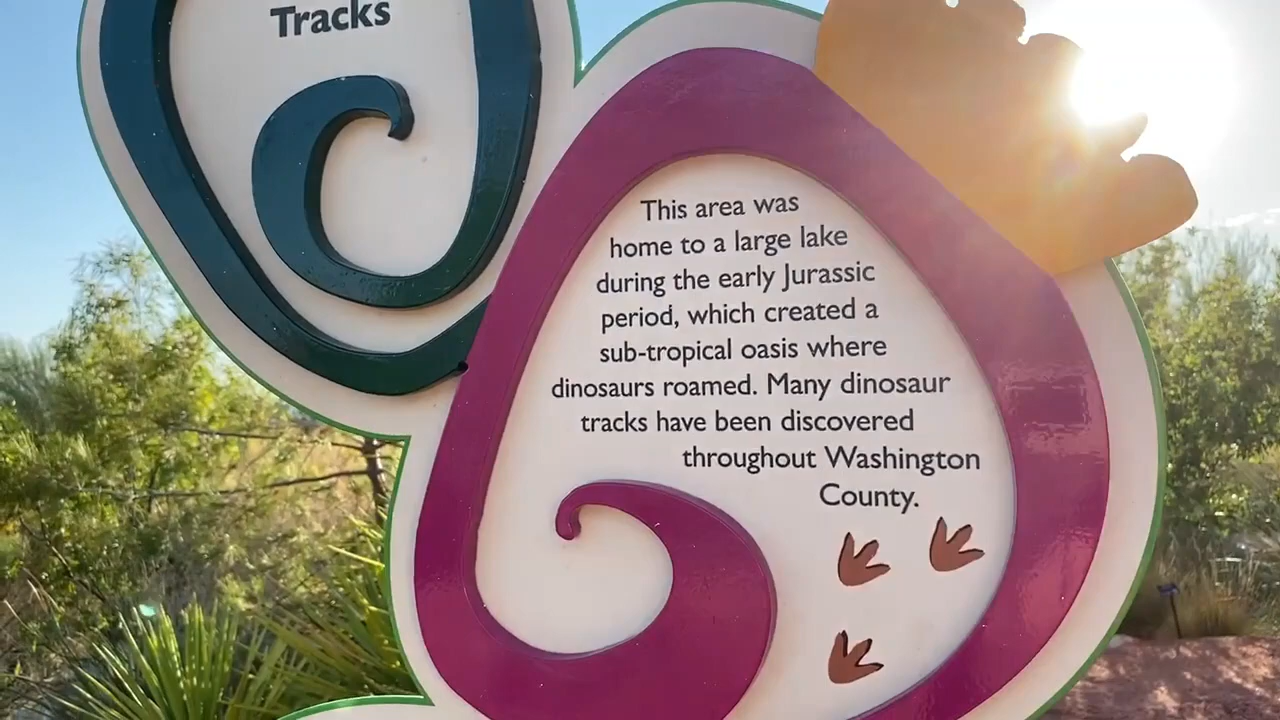 Tracks
This area was
home to a large lake
during the early Jurassic
period, which created a
sub-tropical oasis where
dinosaurs roamed. Many dinosaur
tracks have been discovered
throughout Washington
County.